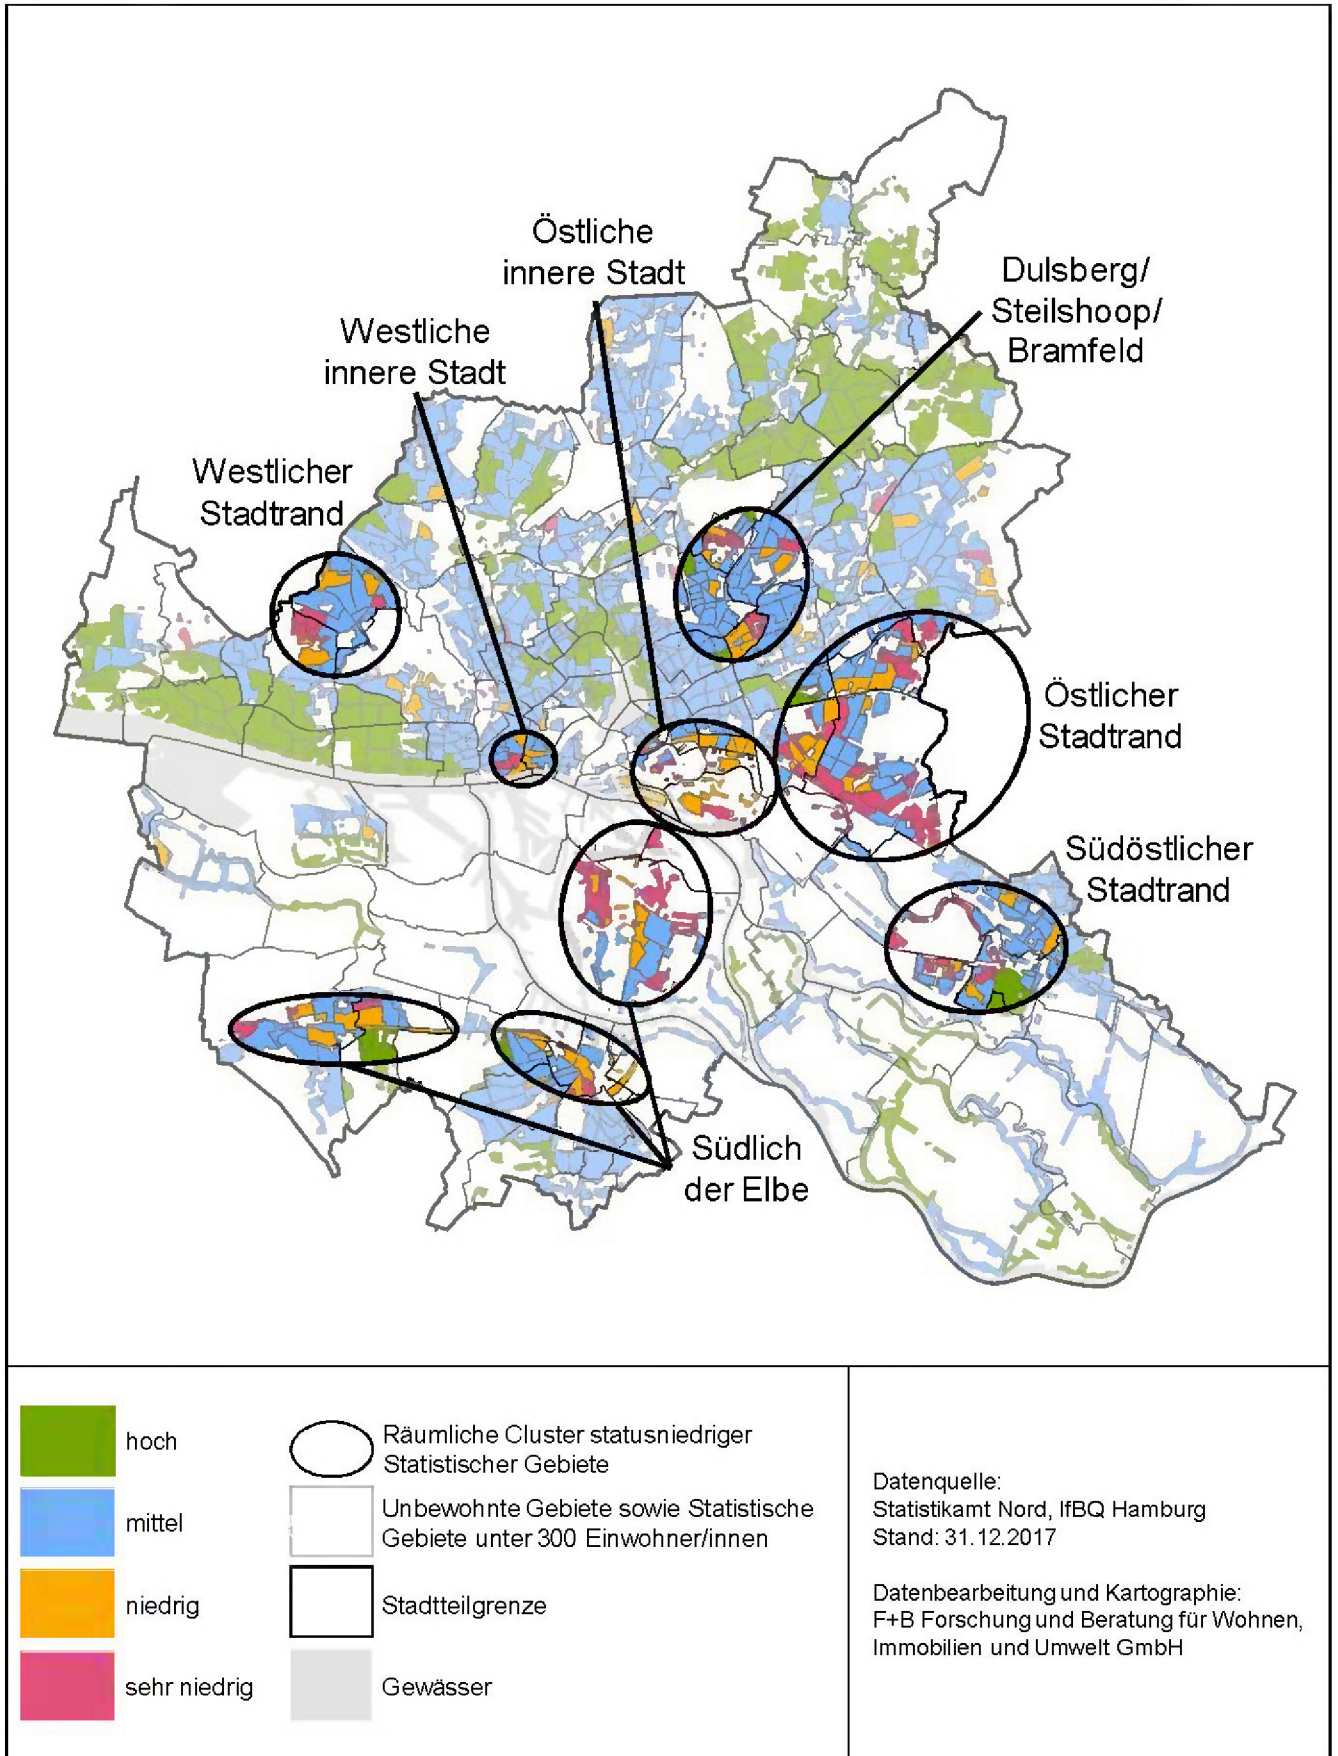 Östliche
innere Stadt
Dulsberg/
Steilshoop/
Bramfeld
Westliche
innere Stadt
Westlicher
Stadtrand
Östlicher
Stadtrand
Südöstlicher
Stadtrand
Südlich
der Elbe
hoch
mittel
niedrig
sehr niedrig
Räumliche Cluster statusniedriger
Statistischer Gebiete
Unbewohnte Gebiete sowie Statistische
Gebiete unter 300 Einwohner/innen
Stadtteilgrenze
Gewässer
Datenquelle:
Statistikamt Nord, IfBQ Hamburg
Stand: 31.12.2017
Datenbearbeitung und Kartographie:
F+B Forschung und Beratung für Wohnen,
Immobilien und Umwelt GmbH